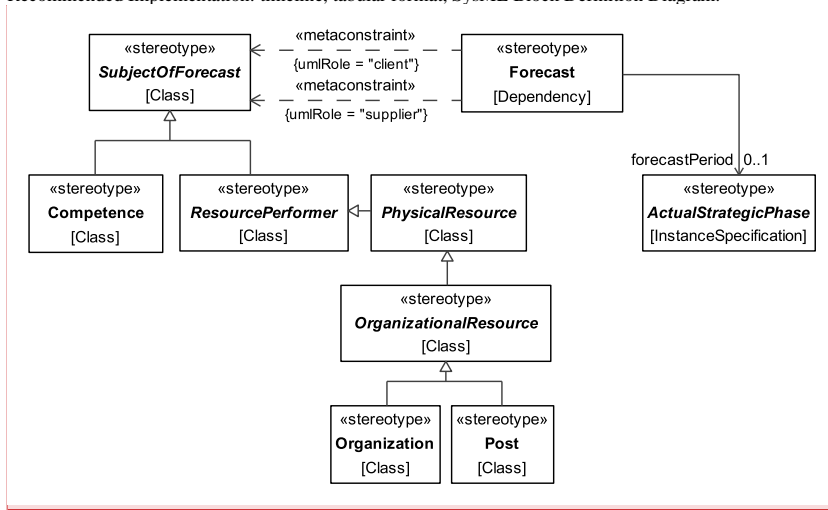 Recommended Implementation: timeline, tabular format, SysML Block Definition Diagram.
«stereotype»
SubjectOfForecast
[Class]
«metaconstraint»
{umlRole = "client"}
«metaconstraint»
{umlRole = "supplier"}
«stereotype»
Forecast
[Dependency]
forecastPeriod 0..1
«stereotype»
Competence
[Class]
«stereotype»
ResourcePerformer
[Class]
«stereotype»
PhysicalResource
[Class]
«stereotype»
ActualStrategicPhase
[InstanceSpecification]
«stereotype»
OrganizationalResource
[Class]
«stereotype»
Organization
[Class]
«stereotype»
Post
[Class]